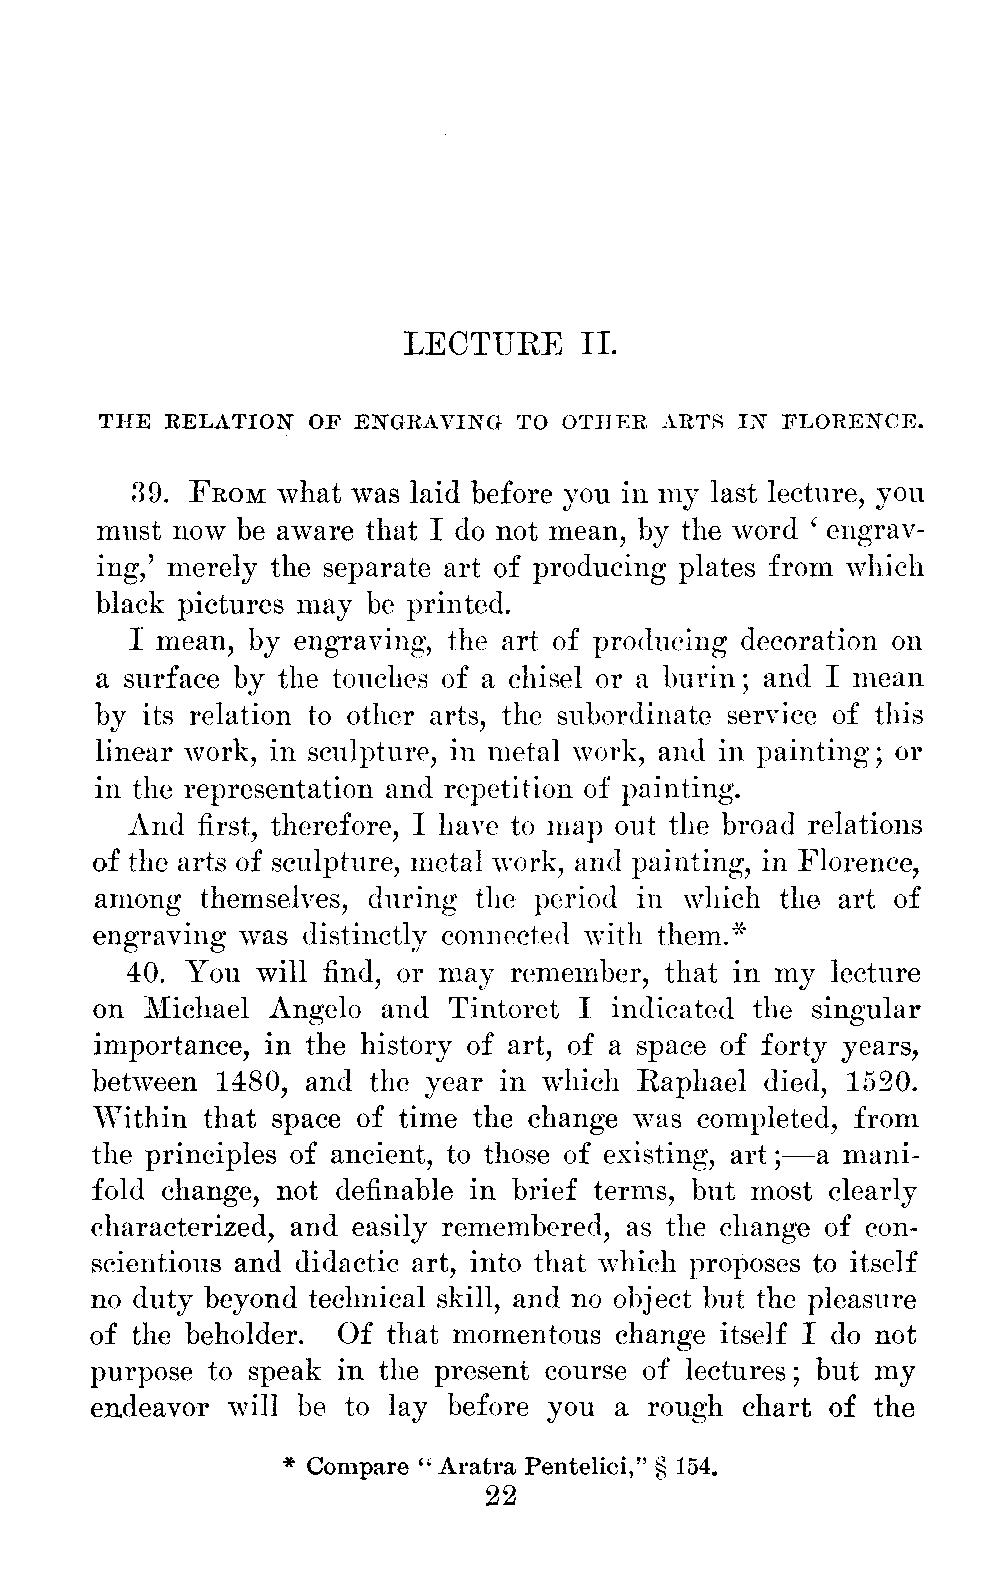 LECTURE II.
THE RELATION OF ENGRAVING TO OTHER ARTS IN FLORENCE.
39. FROM what was laid before you in my last lecture, you
must now be aware that I do not mean, by the word ‘ engrav-
ing,’ merely the separate art of producing plates from which
black pictures may be printed.
I mean, by engraving, the art of producing decoration on
a surface by the touches of a chisel or a burin; and I mean
by its relation to other arts, the subordinate service of this
linear work, in sculpture, in metal work, and in painting; or
in the representation and repetition of painting.
And first, therefore, I have to map out the broad relations
of the arts of sculpture, metal work, and painting, in Florence,
among themselves, during the period in which the art of
engraving was distinctly connected with them.*
40. You will find, or may remember, that in my lecture
on Michael Angelo and Tintoret I indicated the singular
importance, in the history of art, of a space of forty years,
between 1480, and the year in which Raphael died, 1520.
Within that space of time the change was completed, from
the principles of ancient, to those of existing, art;—a mani-
fold change, not definable in brief terms, but most clearly
characterized, and easily remembered, as the change of con-
scientious and didactic art, into that which proposes to itself
no duty beyond technical skill, and no object but the pleasure
of the beholder. Of that momentous change itself I do not
purpose to speak in the present course of lectures; but my
endeavor will be to lay before you a rough chart of the
* Compare “ Aratra Pentelici,” § 154.
22